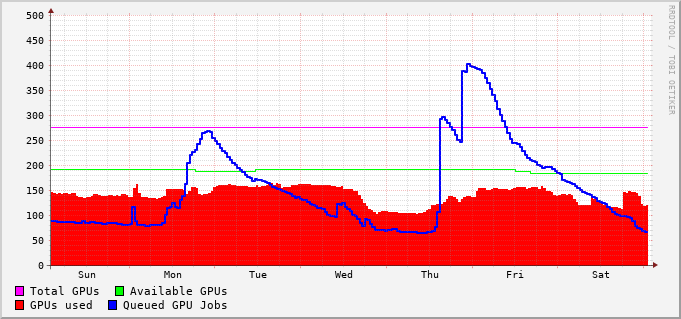 500
450
400
350
300
250
200
150
100
50
0
Sun Mon Tue Wed Thu Fri Sat
Total GPUs Available GPUs
GPUs used Queued GPU Jobs
RRDTOOL / TOBI OETIKER